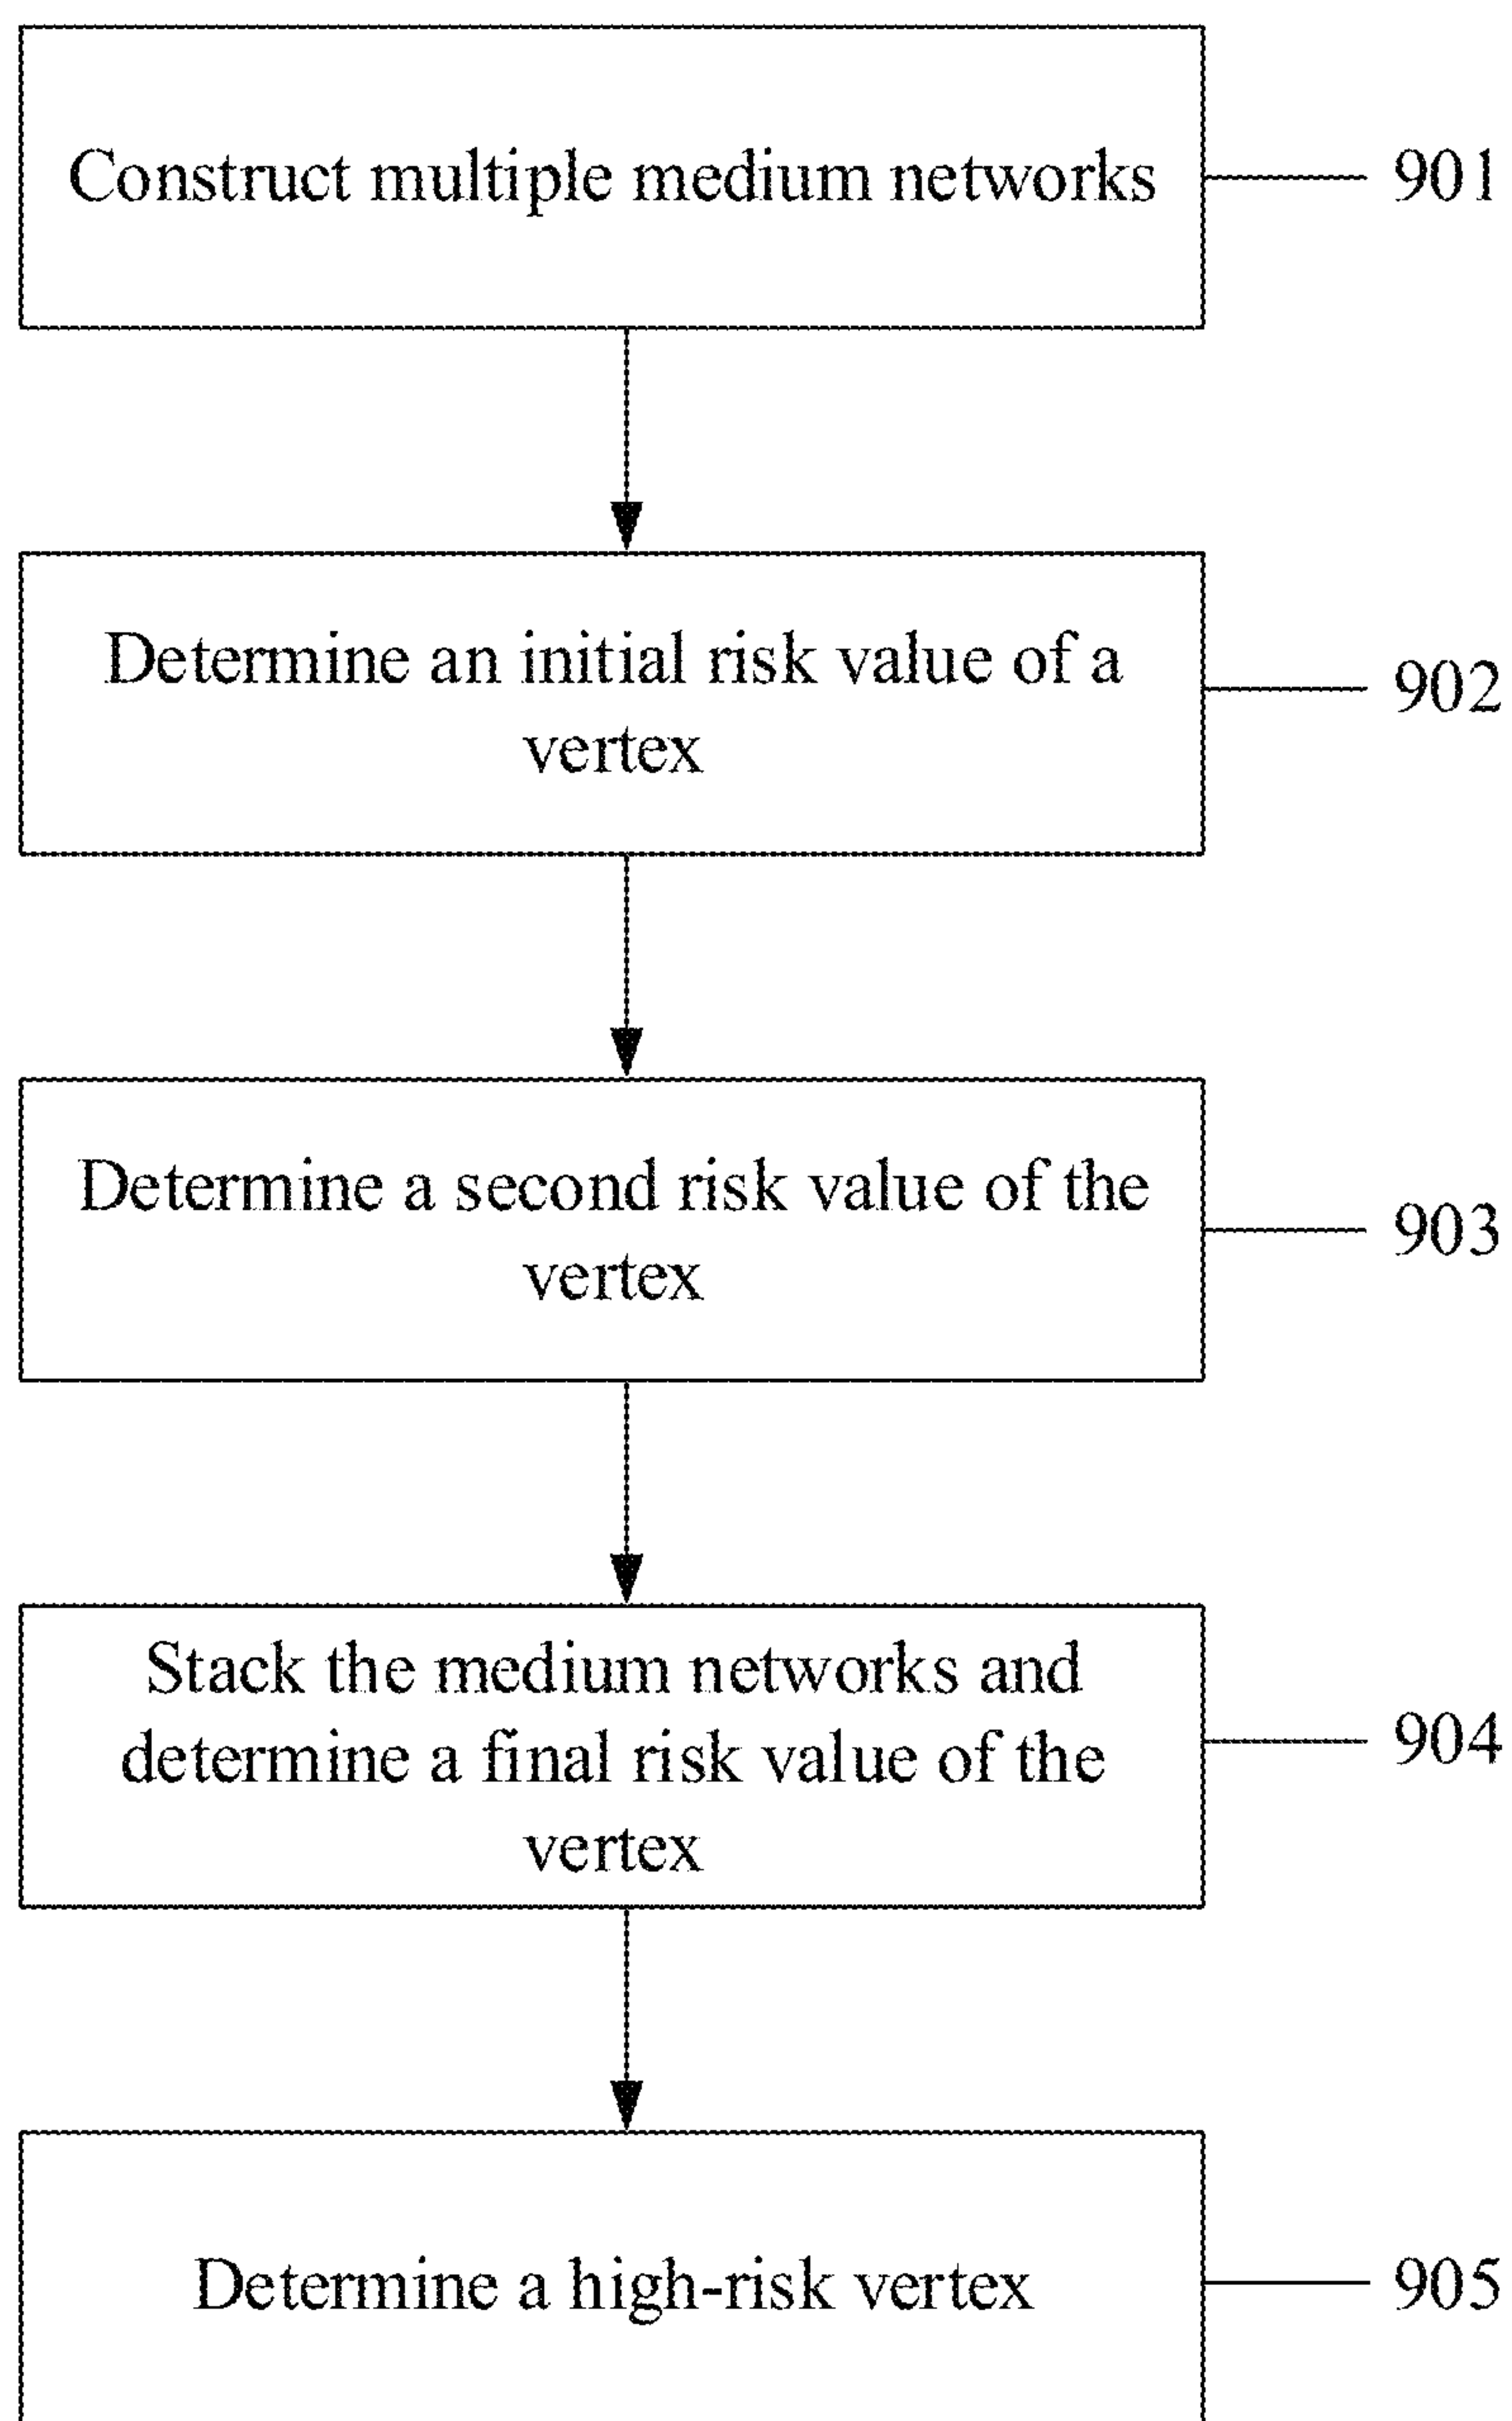 Construct multiple medium networks
901
Determine an initial risk value of a
vertex
902
Determine a second risk value of the
vertex
903
Stack the medium networks and
determine a final risk value of the
vertex
904
Determine a high-risk vertex
905